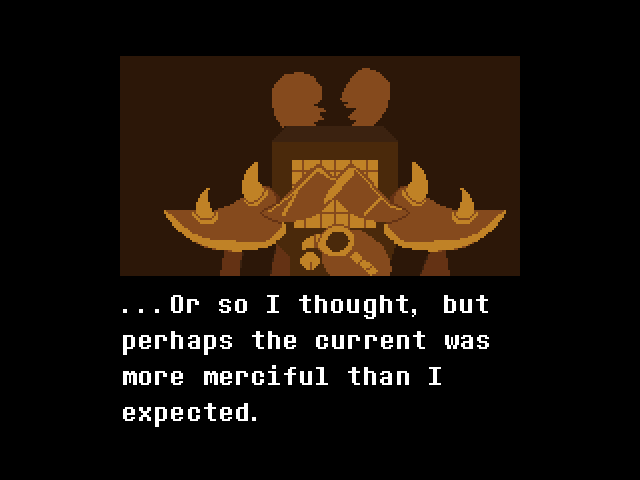 ...Or so I thought, but
perhaps the current was
more merciful than I
expected.